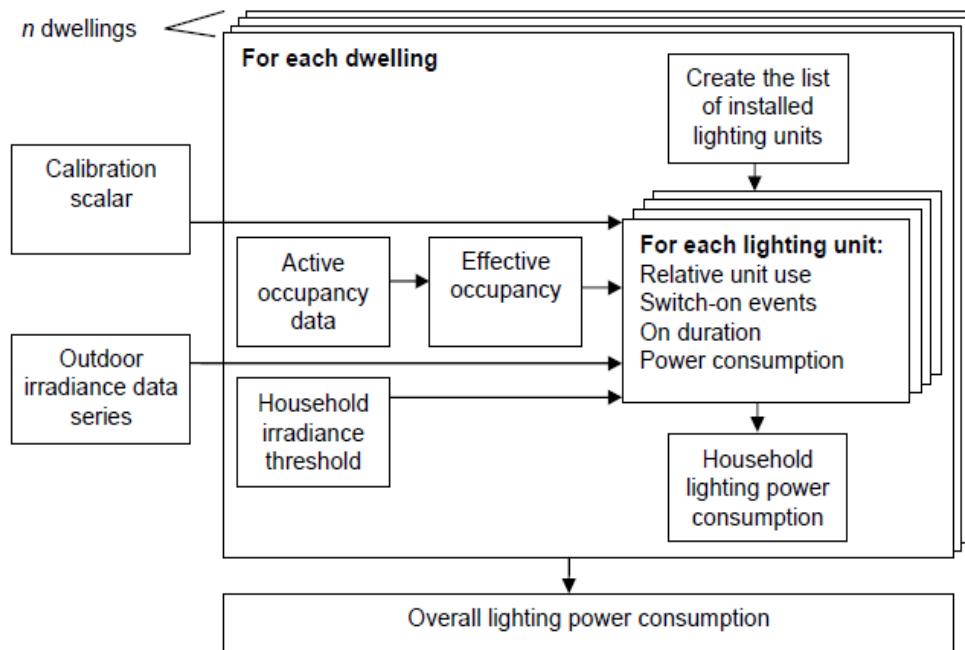 n dwellings
For each dwelling
Create the list
of installed
lighting units
Calibration
scalar
For each lighting unit:
Relative unit use
Switch-on events
On duration
Power consumption
Active
occupancy
data
Effective
occupancy
Outdoor
irradiance data
series
Household
irradiance
threshold
Household
lighting power
consumption
Overall lighting power consumption